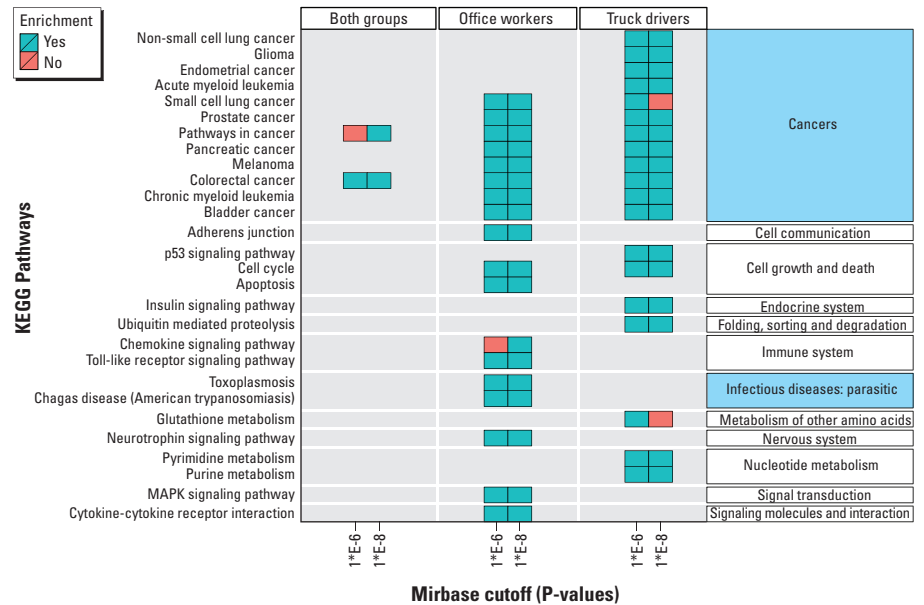 Enrichment
Yes
No
Both groups
Office workers
Truck drivers
KEGG Pathways
Non-small cell lung cancer
Glioma
Endometrial cancer
Acute myeloid leukemia
Small cell lung cancer
Prostate cancer
Pathways in cancer
Pancreatic cancer
Melanoma
Colorectal cancer
Chronic myeloid leukemia
Bladder cancer
Cancers
Adherens junction
Cell communication
p53 signaling pathway
Cell cycle
Apoptosis
Cell growth and death
Insulin signaling pathway
Endocrine system
Ubiquitin mediated proteolysis
Folding, sorting and degradation
Chemokine signaling pathway
Toll-like receptor signaling pathway
Immune system
Toxoplasmosis
Chagas disease (American trypanosomiasis)
Infectious diseases: parasitic
Glutathione metabolism
Metabolism of other amino acids
Neurotrophin signaling pathway
Nervous system
Pyrimidine metabolism
Purine metabolism
Nucleotide metabolism
MAPK signaling pathway
Signal transduction
Cytokine-cytokine receptor interaction
Signaling molecules and interaction
1*E-6
1*E-8
1*E-6
1*E-8
1*E-6
1*E-8
Mirbase cutoff (P-values)